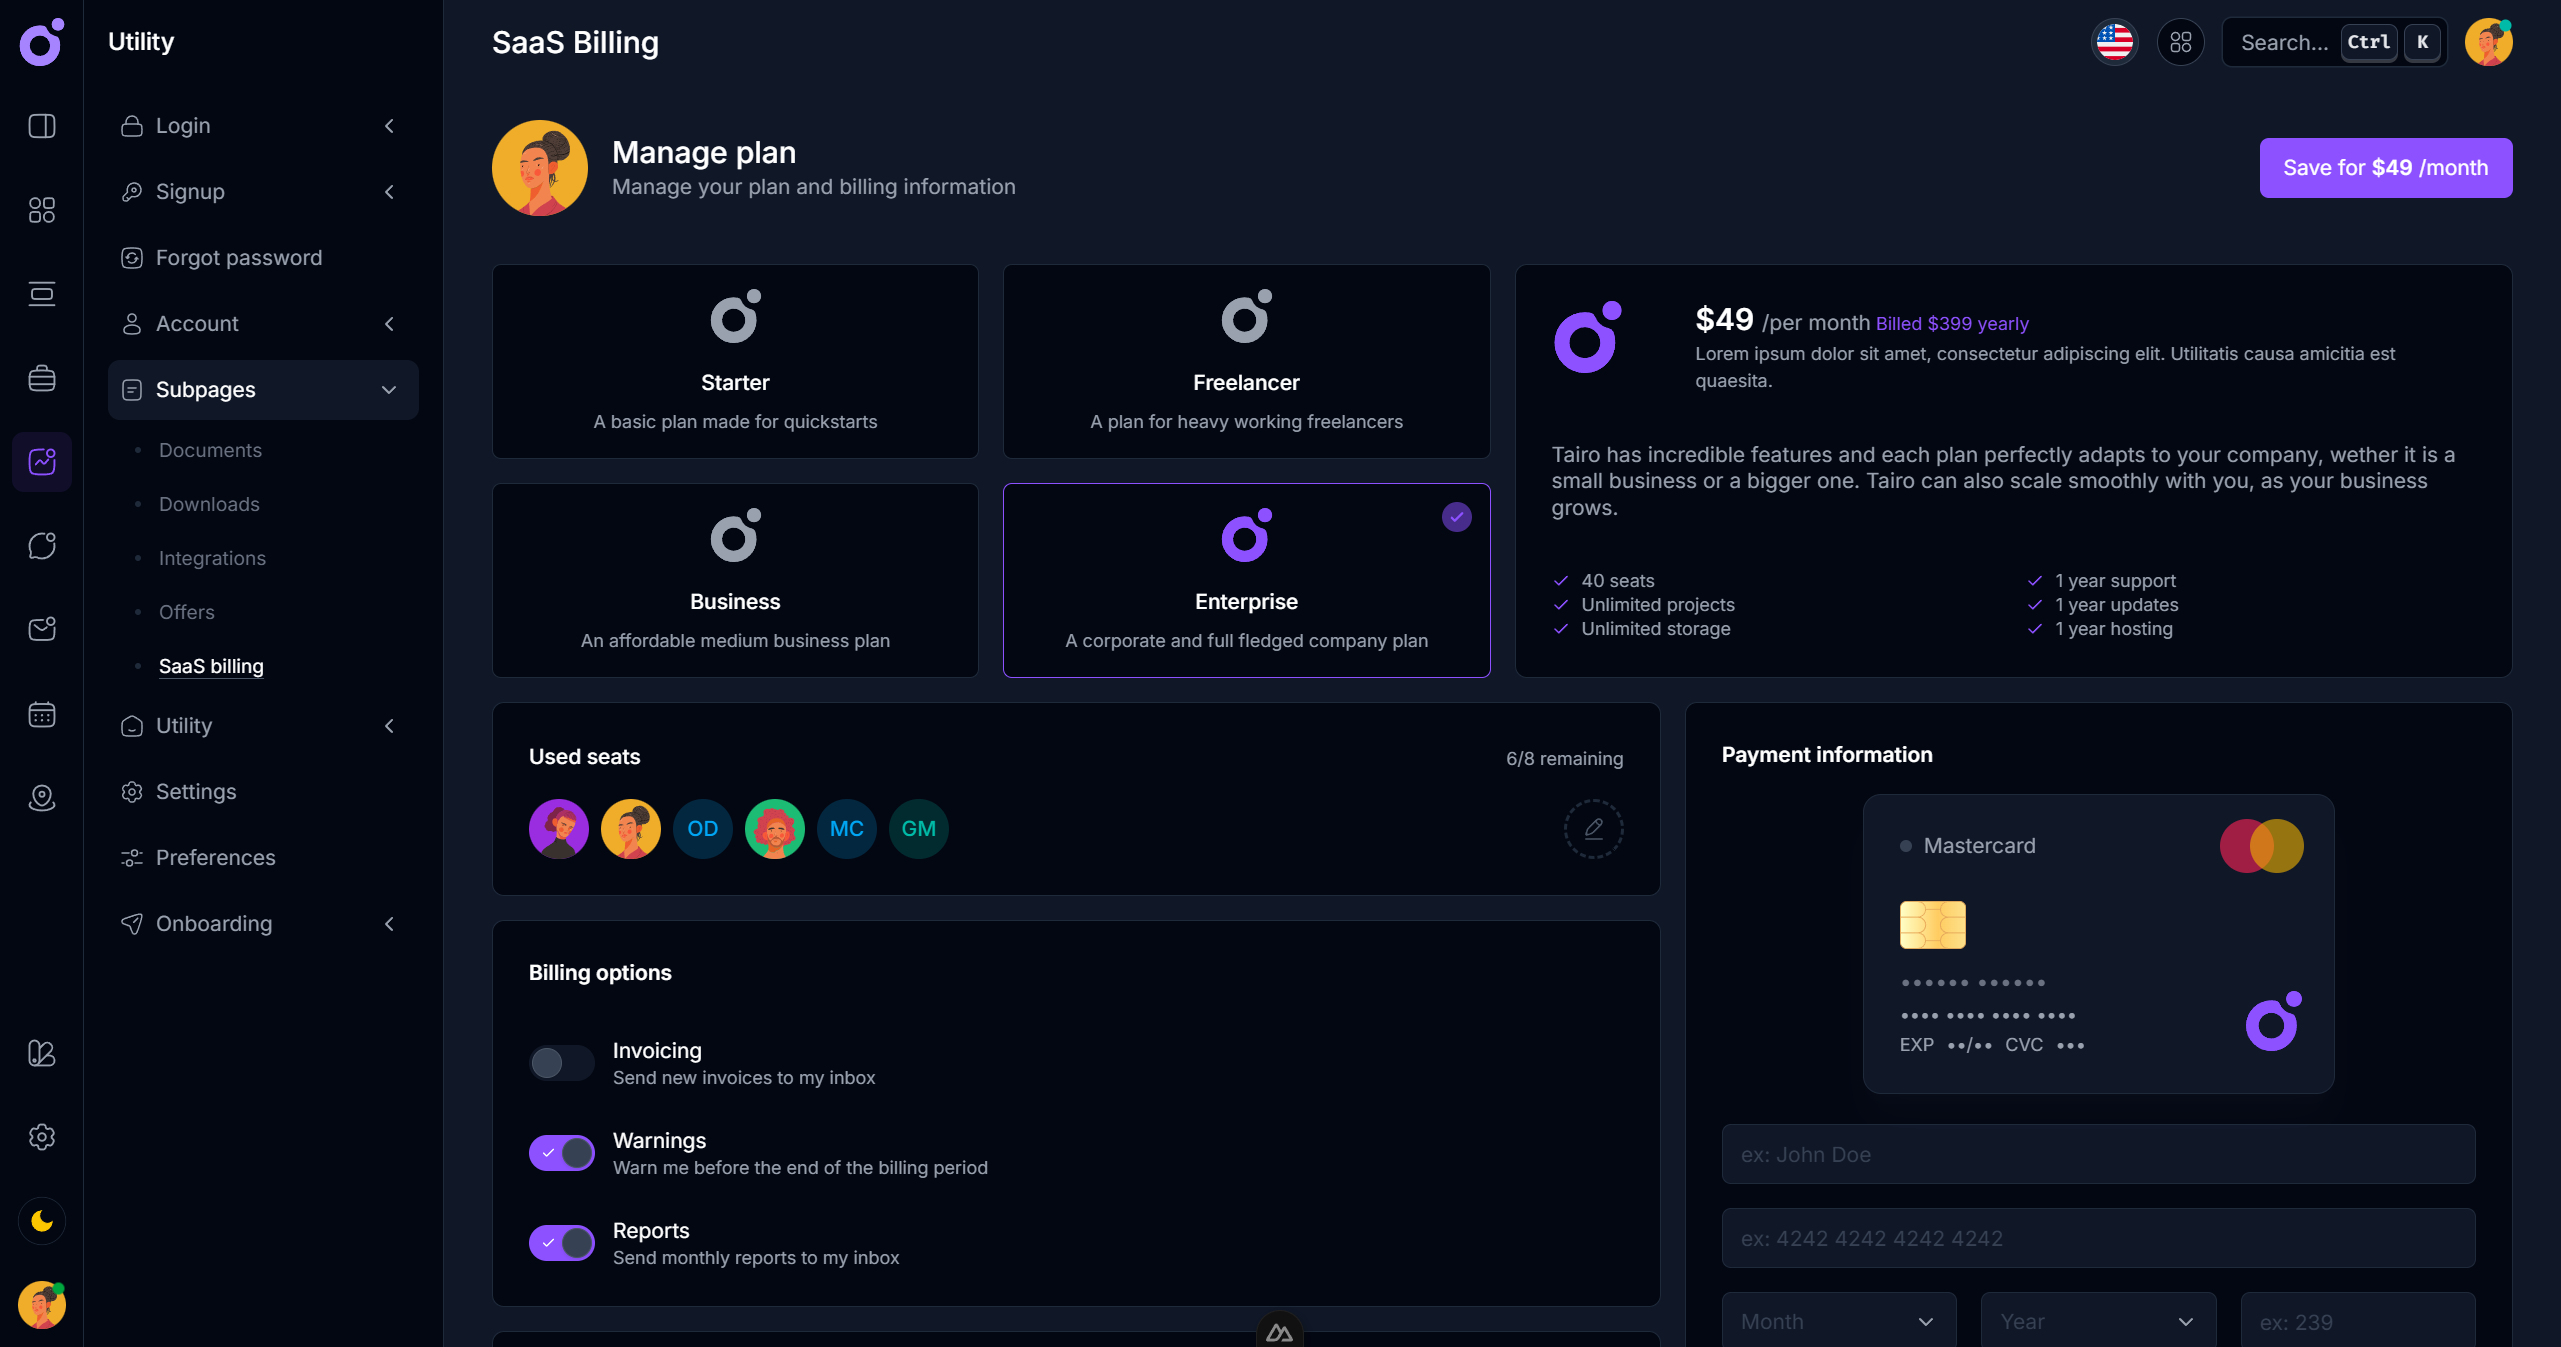 Utility
Login
Signup
Forgot password
Account
Subpages
Documents
Downloads
Integrations
Offers
SaaS billing
Utility
Settings
Preferences
Onboarding
SaaS Billing
Search...
Ctrl
K
Manage plan
Manage your plan and billing information
Save for $49 /month
Starter
A basic plan made for quickstarts
Freelancer
A plan for heavy working freelancers
Business
An affordable medium business plan
Enterprise
A corporate and full fledged company plan
$49 /per month Billed $399 yearly
Lorem ipsum dolor sit amet, consectetur adipiscing elit. Utilitatis causa amicitia est
quaesita.
Tairo has incredible features and each plan perfectly adapts to your company, wether it is a
small business or a bigger one. Tairo can also scale smoothly with you, as your business
grows.
40 seats
Unlimited projects
Unlimited storage
1 year support
1 year updates
1 year hosting
Used seats
6/8 remaining
OD
MC
GM
Billing options
Invoicing
Send new invoices to my inbox
Warnings
Warn me before the end of the billing period
Reports
Send monthly reports to my inbox
Payment information
Mastercard
•••••• ••••••
•••• •••• •••• ••••
EXP ••/•• CVC •••
ex: John Doe
ex: 4242 4242 4242 4242
Month
Year
ex: 239